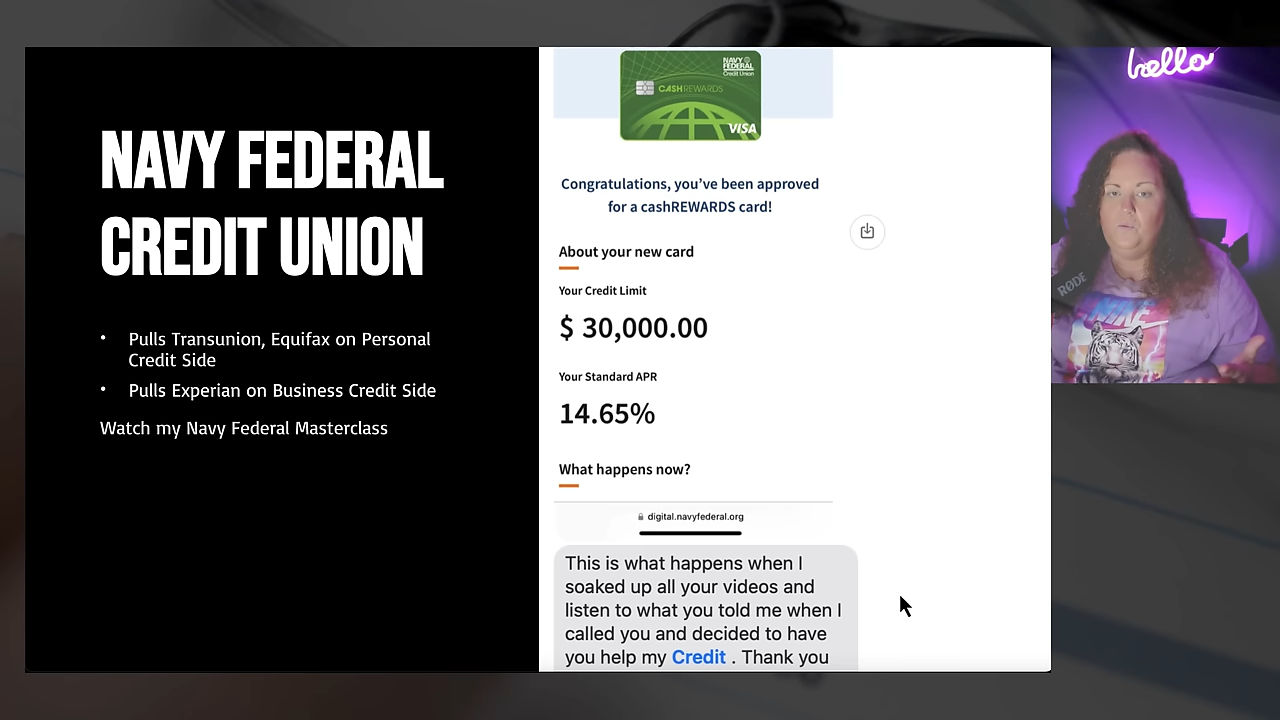 NAVY FEDERAL
CREDIT UNION
• Pulls Transunion, Equifax on Personal
Credit Side
• Pulls Experian on Business Credit Side
Watch my Navy Federal Masterclass
NAVY
FEDERAL
Credit Union
CASHREWARDS
VISA
Congratulations, you've been approved
for a cashREWARDS card!
About your new card
Your Credit Limit
$ 30,000.00
Your Standard APR
14.65%
What happens now?
digital.navyfederal.org
This is what happens when I
soaked up all your videos and
listen to what you told me when I
called you and decided to have
you help my Credit . Thank you
hello
RØDE
NIKE